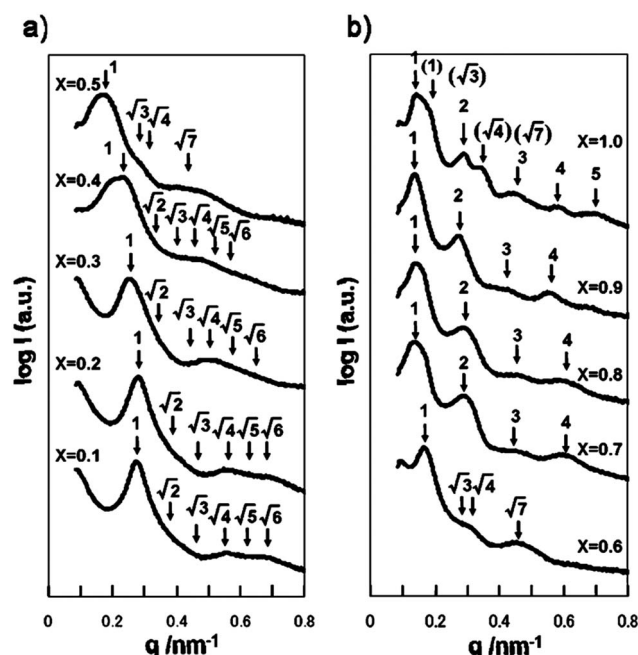 a)
1
X=0.5
√3
√4
√7
1
X=0.4
√2
√3
√4
√5
√6
1
X=0.3
√2
√3
√4
√5
√6
1
X=0.2
√2
√3
√4
√5
√6
1
X=0.1
√2
√3
√4
√5
√6
log I (a.u.)
0 0.2 0.4 0.6 0.8
q /nm⁻¹
b)
1
(1)
(√3)
2
(√4)
(√7)
3
4
5
X=1.0
1
2
3
4
X=0.9
1
2
3
4
X=0.8
1
2
3
4
X=0.7
1
√3
√4
√7
X=0.6
log I (a.u.)
0 0.2 0.4 0.6 0.8
q /nm⁻¹